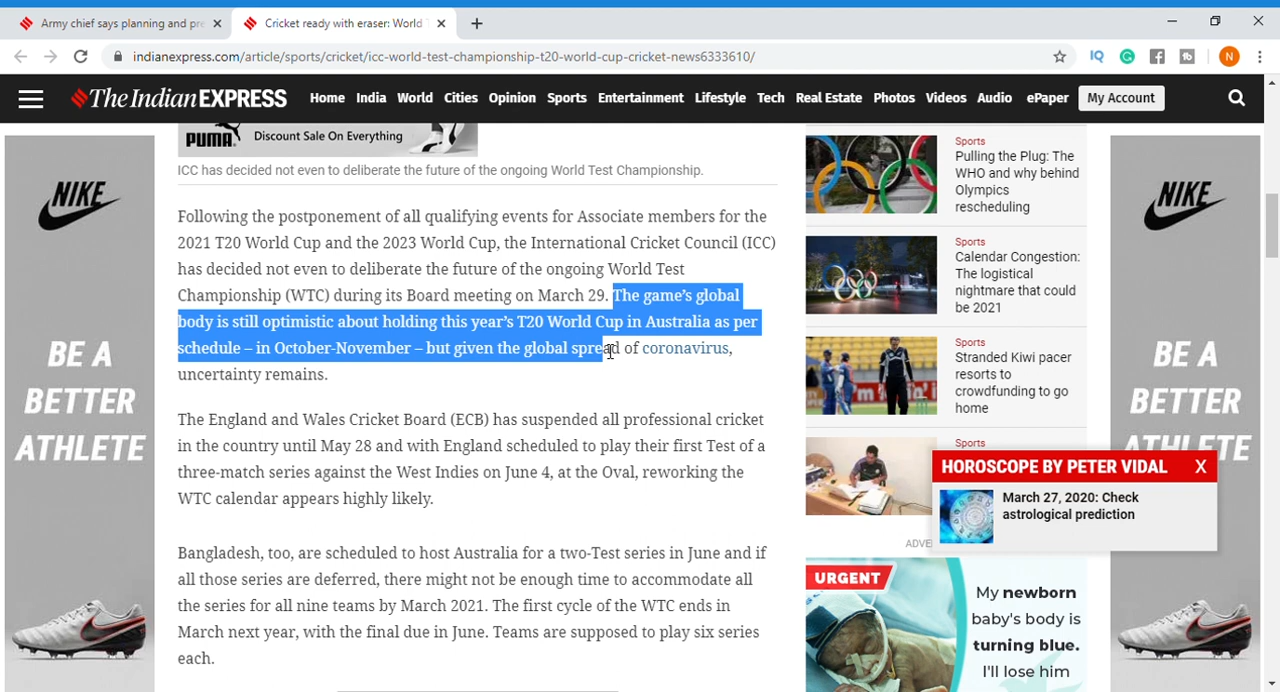 Army chief says planning and pre
Cricket ready with eraser: World T
indianexpress.com/article/sports/cricket/icc-world-test-championship-t20-world-cup-cricket-news6333610/
IQ
N
The Indian EXPRESS
Home India World Cities Opinion Sports Entertainment Lifestyle Tech Real Estate Photos Videos Audio ePaper My Account
PUMA Discount Sale On Everything
ICC has decided not even to deliberate the future of the ongoing World Test Championship.
Following the postponement of all qualifying events for Associate members for the
2021 T20 World Cup and the 2023 World Cup, the International Cricket Council (ICC)
has decided not even to deliberate the future of the ongoing World Test
Championship (WTC) during its Board meeting on March 29. The game's global
body is still optimistic about holding this year's T20 World Cup in Australia as per
schedule – in October-November – but given the global spread of coronavirus,
uncertainty remains.
The England and Wales Cricket Board (ECB) has suspended all professional cricket
in the country until May 28 and with England scheduled to play their first Test of a
three-match series against the West Indies on June 4, at the Oval, reworking the
WTC calendar appears highly likely.
Bangladesh, too, are scheduled to host Australia for a two-Test series in June and if
all those series are deferred, there might not be enough time to accommodate all
the series for all nine teams by March 2021. The first cycle of the WTC ends in
March next year, with the final due in June. Teams are supposed to play six series
each.
NIKE
BE A
BETTER
ATHLETE
Sports
Pulling the Plug: The
WHO and why behind
Olympics
rescheduling
Sports
Calendar Congestion:
The logistical
nightmare that could
be 2021
Sports
Stranded Kiwi pacer
resorts to
crowdfunding to go
home
Sports
HOROSCOPE BY PETER VIDAL X
March 27, 2020: Check
astrological prediction
ADVE
URGENT
My newborn
baby's body is
turning blue.
I'll lose him
NIKE
BE A
BETTER
ATHLETE